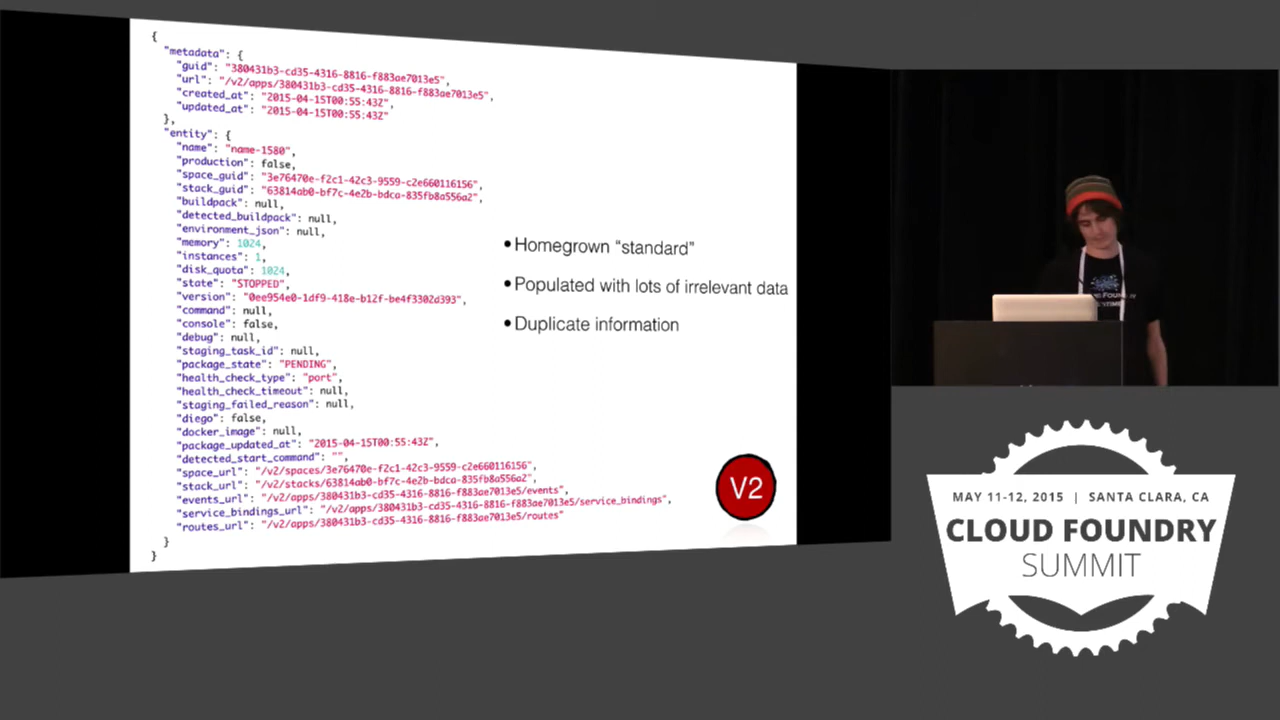 {
"metadata": {
"guid": "380431b3-cd35-4316-8816-f883ae7013e5",
"url": "/v2/apps/380431b3-cd35-4316-8816-f883ae7013e5",
"created_at": "2015-04-15T00:55:43Z",
"updated_at": "2015-04-15T00:55:43Z"
},
"entity": {
"name": "name-1580",
"production": false,
"space_guid": "3e76470e-f2c1-42c3-9559-c2e660116156",
"stack_guid": "63814ab0-bf7c-4e2b-bdca-835fb8a556a2",
"buildpack": null,
"detected_buildpack": null,
"environment_json": null,
"memory": 1024,
"instances": 1,
"disk_quota": 1024,
"state": "STOPPED",
"version": "0ee954e0-1df9-418e-b12f-be4f3302d393",
"command": null,
"console": false,
"debug": null,
"staging_task_id": null,
"package_state": "PENDING",
"health_check_type": "port",
"health_check_timeout": null,
"staging_failed_reason": null,
"diego": false,
"docker_image": null,
"package_updated_at": "2015-04-15T00:55:43Z",
"detected_start_command": "",
"space_url": "/v2/spaces/3e76470e-f2c1-42c3-9559-c2e660116156",
"stack_url": "/v2/stacks/63814ab0-bf7c-4e2b-bdca-835fb8a556a2",
"events_url": "/v2/apps/380431b3-cd35-4316-8816-f883ae7013e5/events",
"service_bindings_url": "/v2/apps/380431b3-cd35-4316-8816-f883ae7013e5/service_bindings",
"routes_url": "/v2/apps/380431b3-cd35-4316-8816-f883ae7013e5/routes"
}
}
• Homegrown “standard”
• Populated with lots of irrelevant data
• Duplicate information
V2
MAY 11-12, 2015 | SANTA CLARA, CA
CLOUD FOUNDRY
SUMMIT